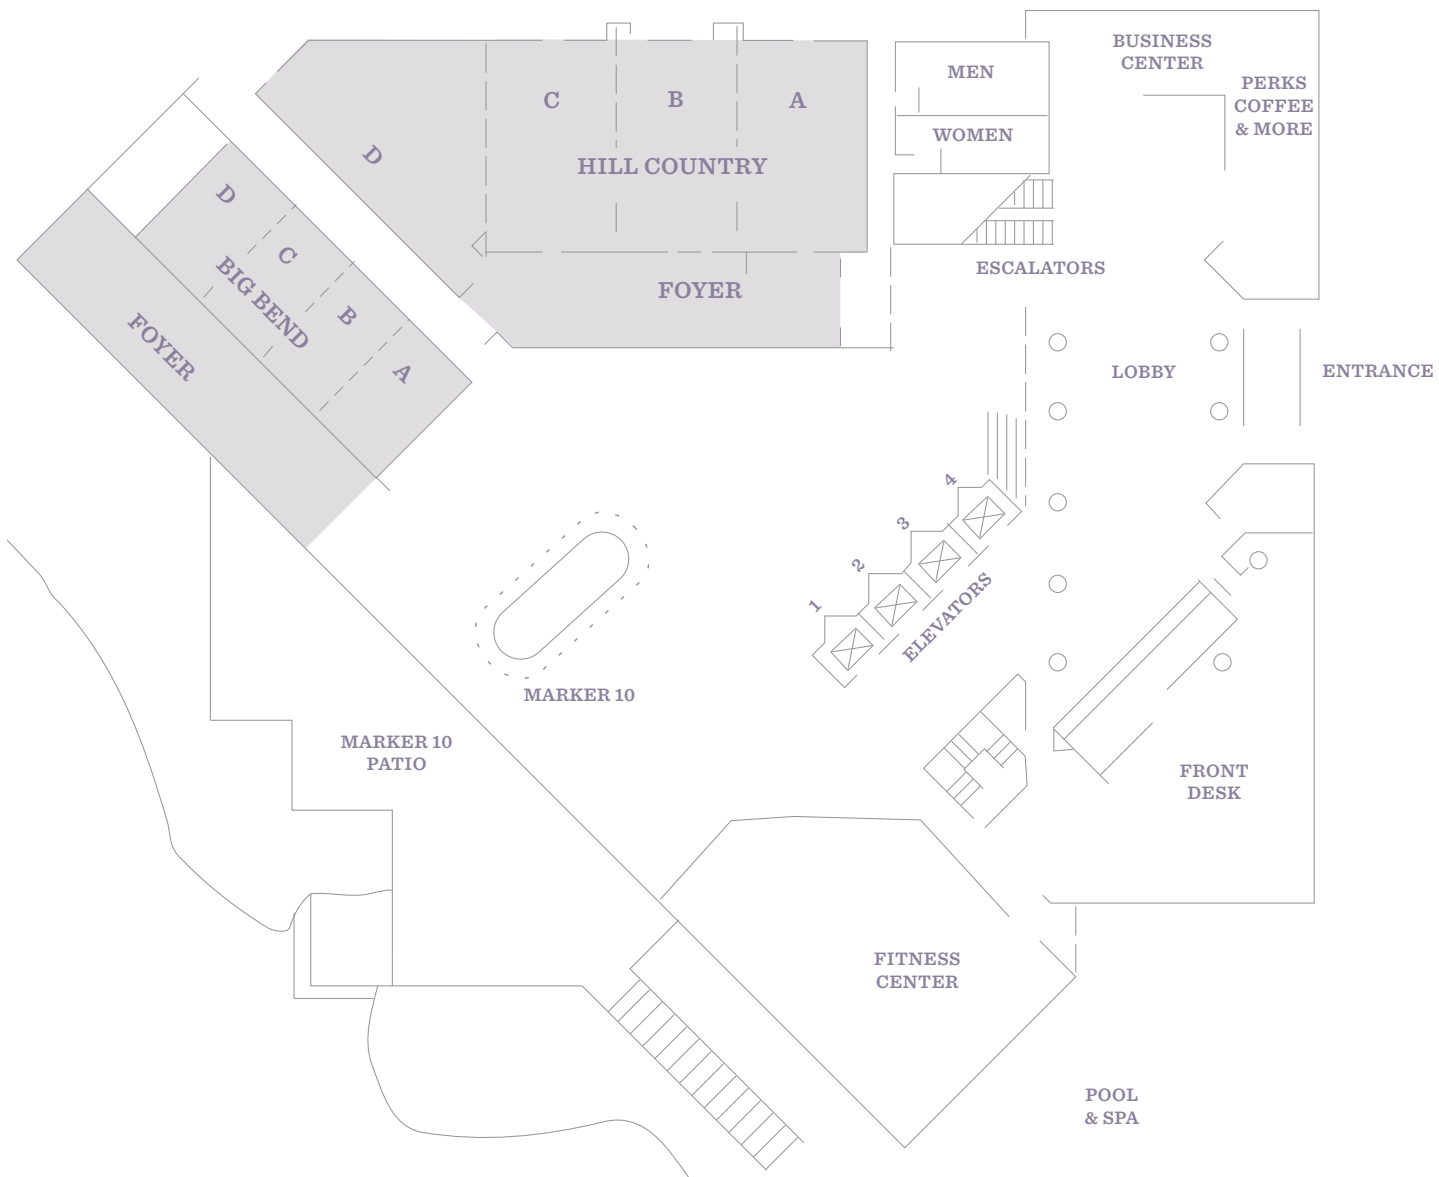 BUSINESS
CENTER
PERKS
COFFEE
& MORE
MEN
WOMEN
C
B
A
D
HILL COUNTRY
FOYER
ESCALATORS
D
C
B
A
BIG BEND
FOYER
LOBBY
ENTRANCE
4
3
2
1
ELEVATORS
MARKER 10
MARKER 10
PATIO
FRONT
DESK
FITNESS
CENTER
POOL
& SPA